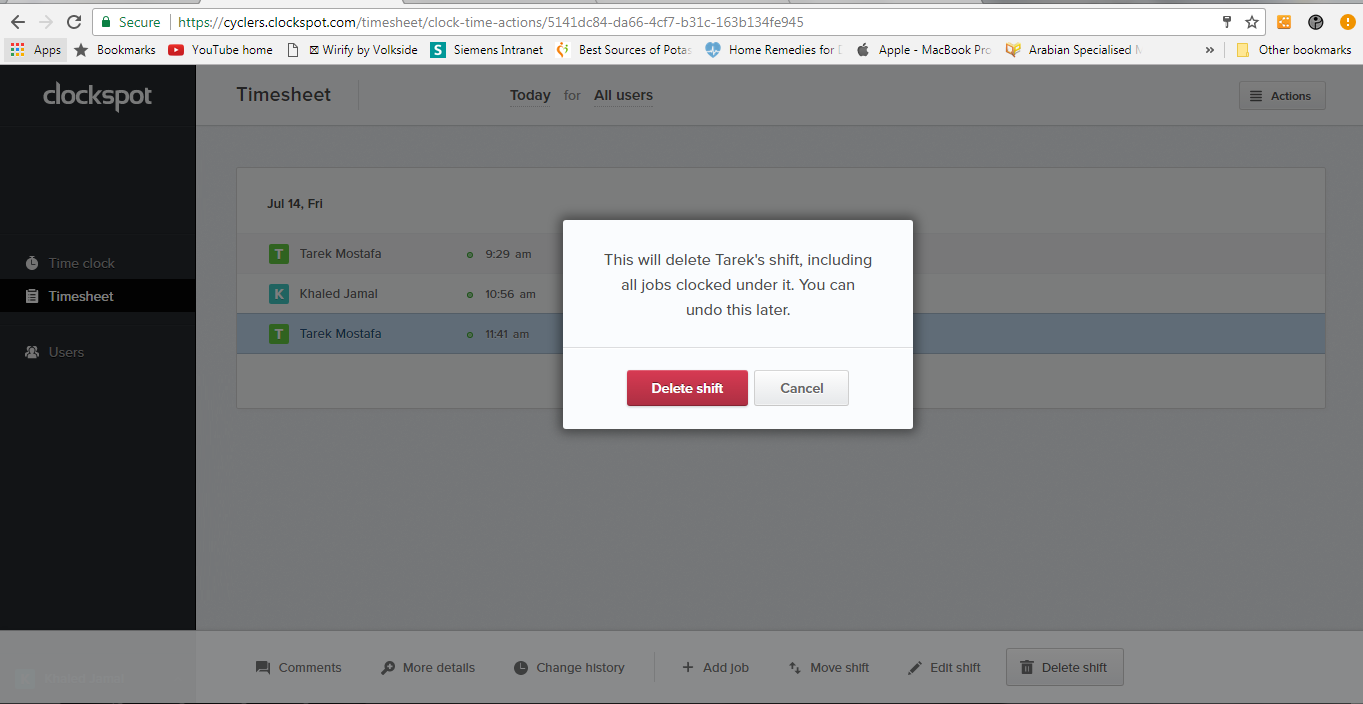 Secure https://cyclers.clockspot.com/timesheet/clock-time-actions/5141dc84-da66-4cf7-b31c-163b134fe945
Apps Bookmarks YouTube home Wirify by Volkside S Siemens Intranet Best Sources of Potas Home Remedies for Apple - MacBook Pro Arabian Specialised » Other bookmarks
clockspot
Timesheet Today for All users Actions
Jul 14, Fri
T Tarek Mostafa 9:29 am
K Khaled Jamal 10:56 am
T Tarek Mostafa 11:41 am
Time clock
Timesheet
Users
This will delete Tarek's shift, including
all jobs clocked under it. You can
undo this later.
Delete shift Cancel
Comments More details Change history + Add job Move shift Edit shift Delete shift